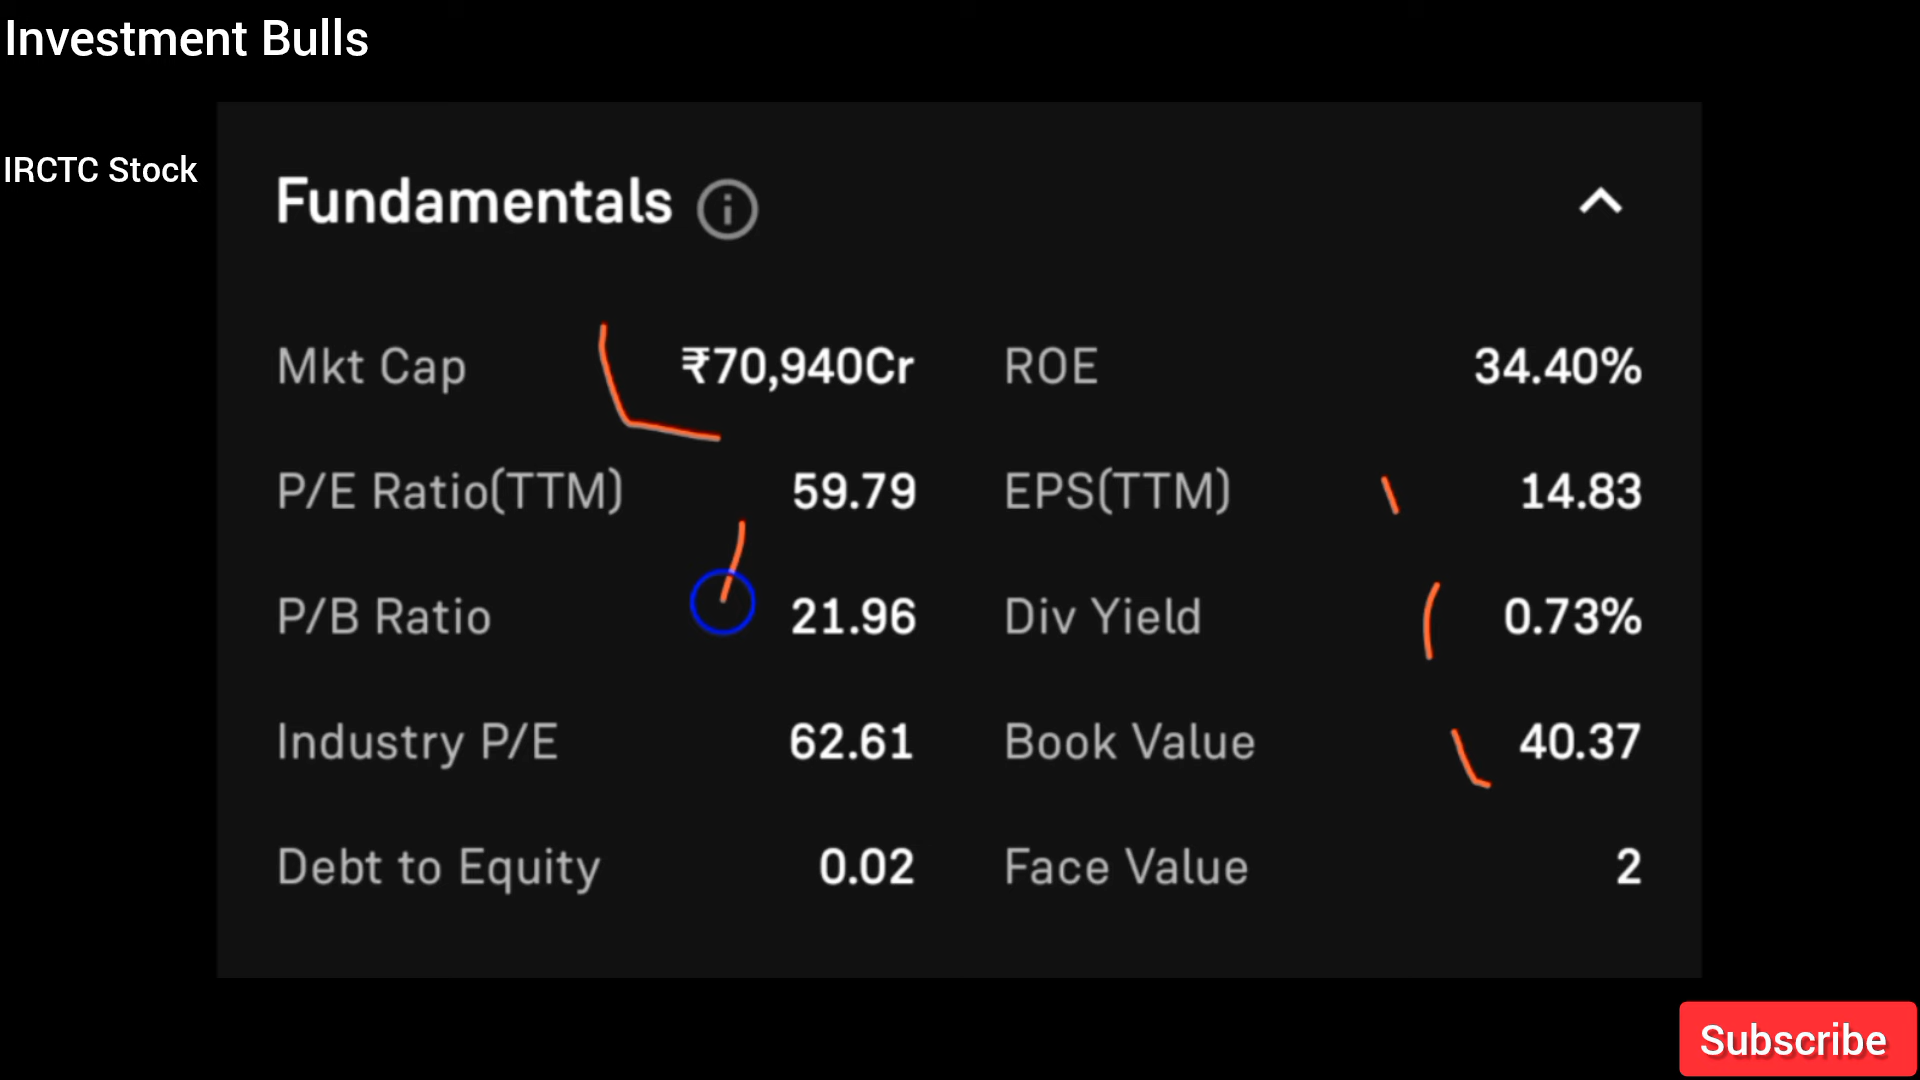 Investment Bulls
IRCTC Stock
Fundamentals
Mkt Cap ₹70,940Cr ROE 34.40%
P/E Ratio(TTM) 59.79 EPS(TTM) 14.83
P/B Ratio 21.96 Div Yield 0.73%
Industry P/E 62.61 Book Value 40.37
Debt to Equity 0.02 Face Value 2
Subscribe